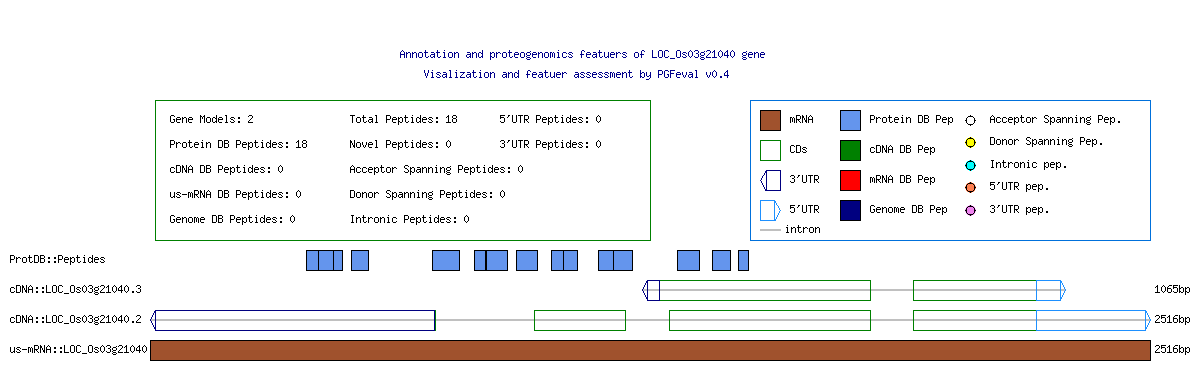 Annotation and proteogenomics featuers of LOC_Os03g21040 gene
Visalization and featuer assessment by PGFeval v0.4
Gene Models: 2 Total Peptides: 18 5'UTR Peptides: 0
Protein DB Peptides: 18 Novel Peptides: 0 3'UTR Peptides: 0
cDNA DB Peptides: 0 Acceptor Spanning Peptides: 0
us-mRNA DB Peptides: 0 Donor Spanning Peptides: 0
Genome DB Peptides: 0 Intronic Peptides: 0
mRNA Protein DB Pep Acceptor Spanning Pep.
CDs cDNA DB Pep Donor Spanning Pep.
3'UTR mRNA DB Pep Intronic pep.
5'UTR Genome DB Pep 5'UTR pep.
intron 3'UTR pep.
ProtDB::Peptides
cDNA::LOC_Os03g21040.3 1065bp
cDNA::LOC_Os03g21040.2 2516bp
us-mRNA::LOC_Os03g21040 2516bp